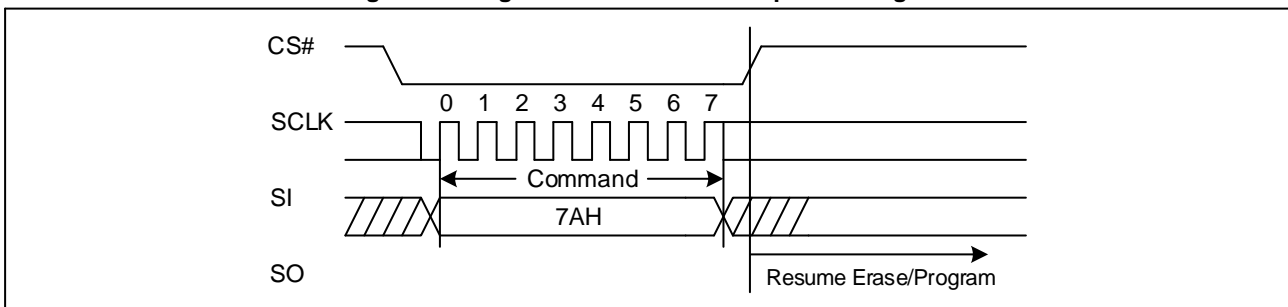 CS#
0 1 2 3 4 5 6 7
SCLK
Command
SI
7AH
SO
Resume Erase/Program